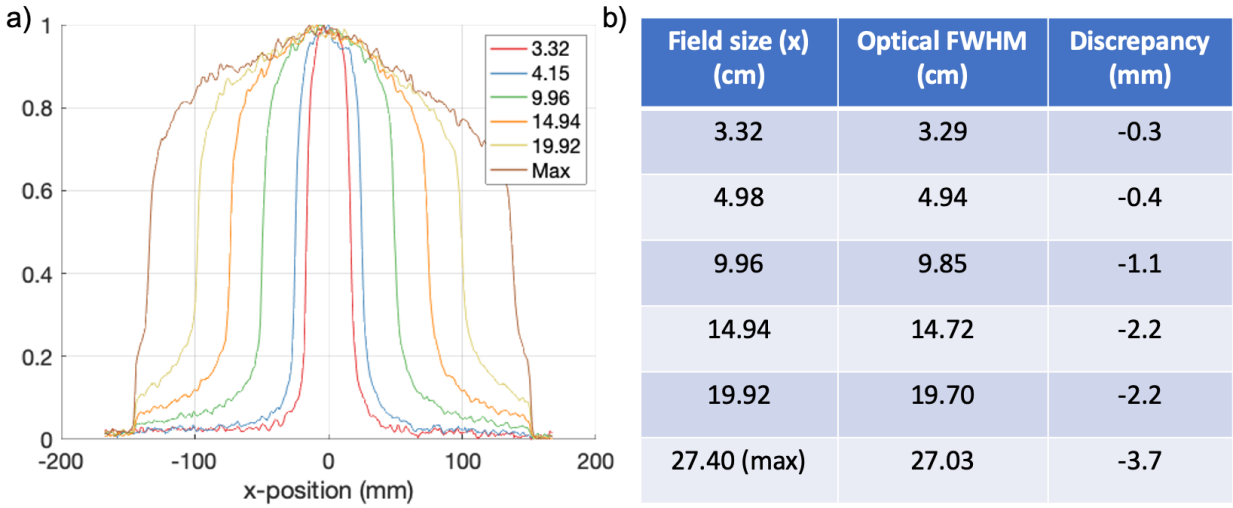 a)
1
0.8
0.6
0.4
0.2
0
-200
-100
0
100
200
x-position (mm)
3.32
4.15
9.96
14.94
19.92
Max
b)
Field size (x) (cm) Optical FWHM (cm) Discrepancy (mm)
3.32 3.29 -0.3
4.98 4.94 -0.4
9.96 9.85 -1.1
14.94 14.72 -2.2
19.92 19.70 -2.2
27.40 (max) 27.03 -3.7